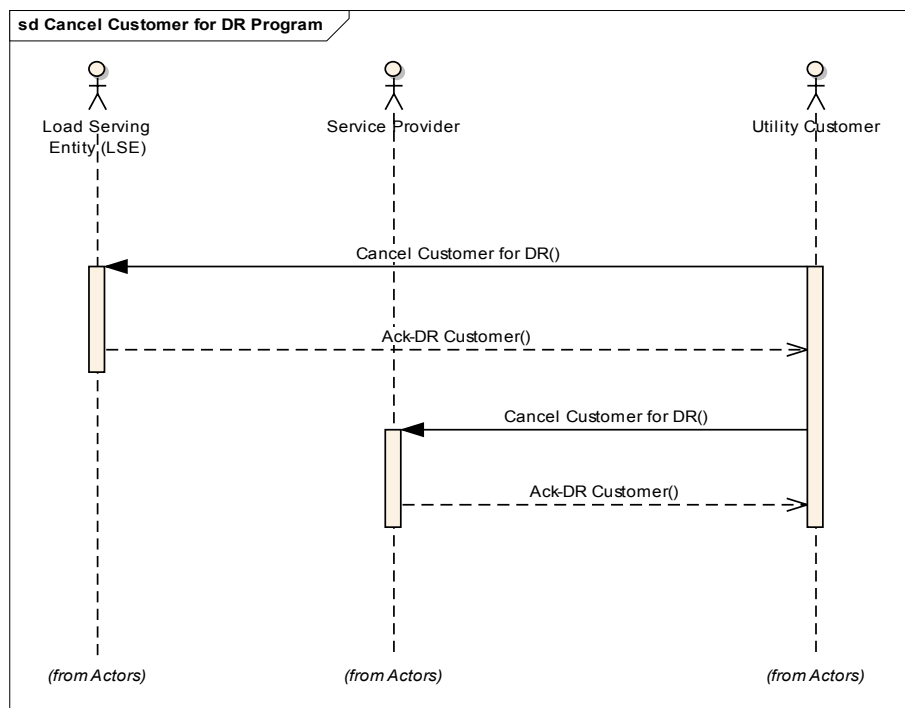 sd Cancel Customer for DR Program
Load Serving
Entity (LSE)
Service Provider
Utility Customer
Cancel Customer for DR()
Ack-DR Customer()
Cancel Customer for DR()
Ack-DR Customer()
(from Actors)
(from Actors)
(from Actors)